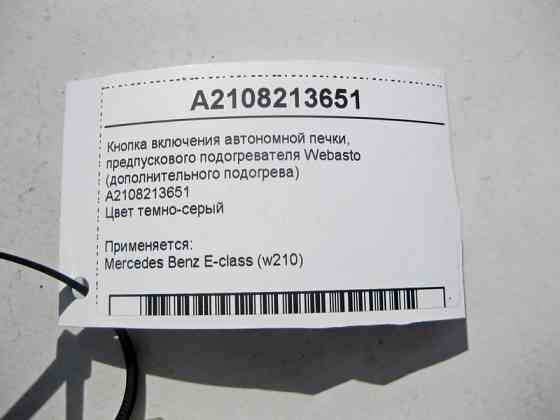 A2108213651
Кнопка включения автономной печки,
предпускового подогревателя Webasto
(дополнительного подогрева)
A2108213651
Цвет темно-серый
Применяется:
Mercedes Benz E-class (w210)